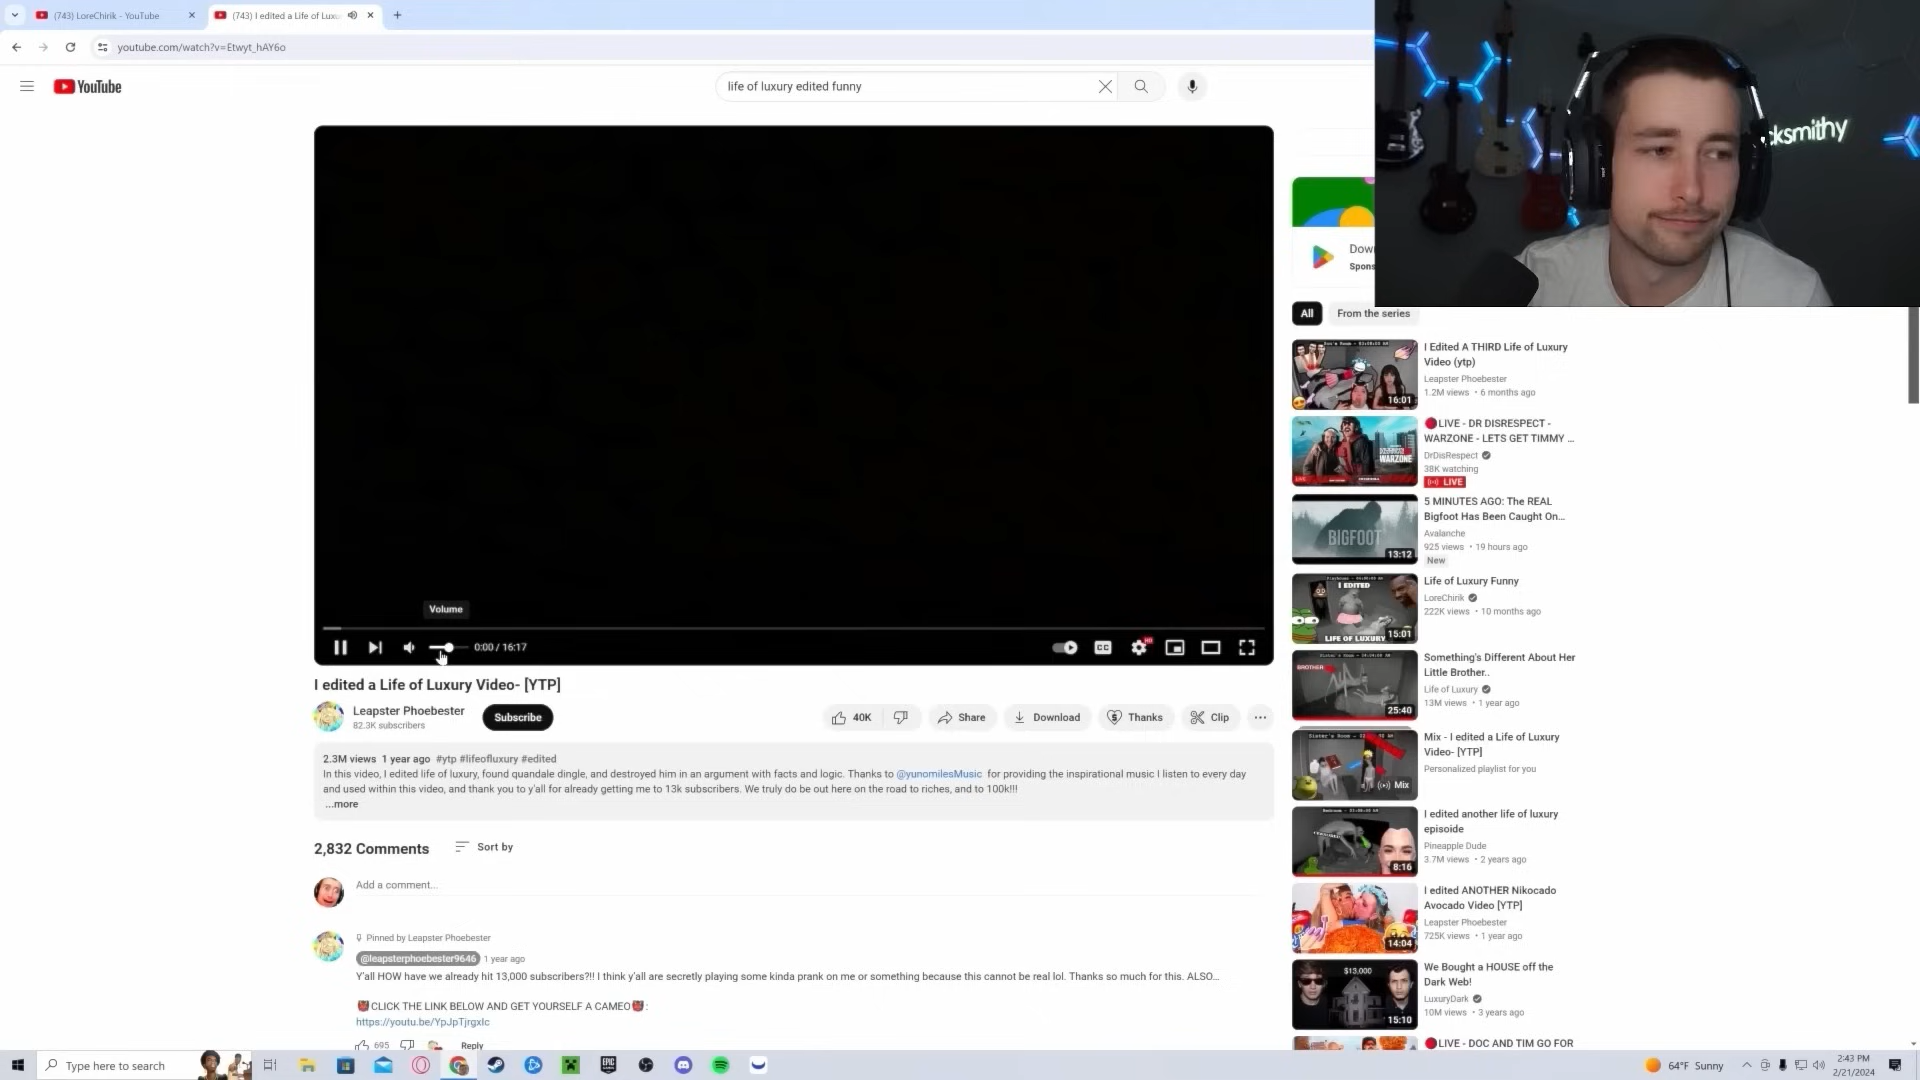 (743) LoreChirik - YouTube
(743) I edited a Life of Luxu
youtube.com/watch?v=Etwyt_hAY6o
YouTube
life of luxury edited funny
cksmithy
Dow
Spons
Volume
0:00 / 16:17
CC
HD
I edited a Life of Luxury Video- [YTP]
Leapster Phoebester
82.3K subscribers
Subscribe
40K
Share
Download
Thanks
Clip
2.3M views 1 year ago #ytp #lifeofluxury #edited
In this video, I edited life of luxury, found quandale dingle, and destroyed him in an argument with facts and logic. Thanks to @yunomilesMusic for providing the inspirational music I listen to every day
and used within this video, and thank you to y'all for already getting me to 13k subscribers. We truly do be out here on the road to riches, and to 100k!!!
...more
2,832 Comments
Sort by
Add a comment...
Pinned by Leapster Phoebester
@leapsterphoebester9646 1 year ago
Y'all HOW have we already hit 13,000 subscribers?!! I think y'all are secretly playing some kinda prank on me or something because this cannot be real lol. Thanks so much for this. ALSO...
👹CLICK THE LINK BELOW AND GET YOURSELF A CAMEO👹:
https://youtu.be/YpJpTjrgxlc
695
Reply
All
From the series
16:01
I Edited A THIRD Life of Luxury
Video (ytp)
Leapster Phoebester
1.2M views • 6 months ago
WARZONE
🔴LIVE - DR DISRESPECT -
WARZONE - LETS GET TIMMY ...
DrDisRespect
38K watching
LIVE
BIGFOOT
13:12
5 MINUTES AGO: The REAL
Bigfoot Has Been Caught On...
Avalanche
925 views • 19 hours ago
New
I EDITED
LIFE OF LUXURY
15:01
Life of Luxury Funny
LoreChirik
222K views • 10 months ago
BROTHER
25:40
Something's Different About Her
Little Brother..
Life of Luxury
13M views • 1 year ago
Mix
Mix - I edited a Life of Luxury
Video- [YTP]
Personalized playlist for you
8:16
I edited another life of luxury
episoide
Pineapple Dude
3.7M views • 2 years ago
14:04
I edited ANOTHER Nikocado
Avocado Video [YTP]
Leapster Phoebester
725K views • 1 year ago
$13,000
15:10
We Bought a HOUSE off the
Dark Web!
LuxuryDark
10M views • 3 years ago
🔴LIVE - DOC AND TIM GO FOR
Type here to search
EPIC
64°F Sunny
2:43 PM
2/21/2024